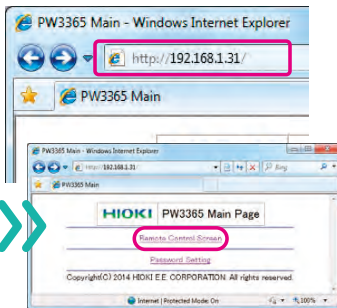 PW3365 Main - Windows Internet Explorer
http://192.168.1.31/
PW3365 Main
PW3365 Main - Windows Internet Explorer
http://192.168.1.31/
Bing
PW3365 Main
HIOKI PW3365 Main Page
Remote Control Screen
Password Setting
Copyright(C) 2014 HIOKI E.E. CORPORATION. All rights reserved.
Internet | Protected Mode: On
100%